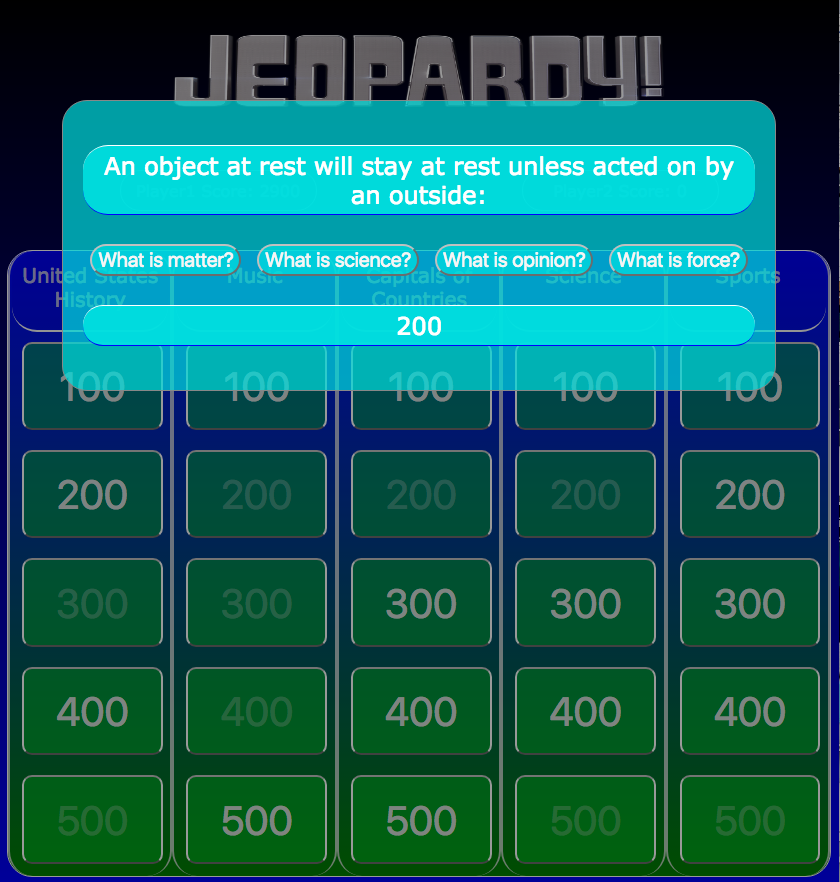 JEOPARDY!
An object at rest will stay at rest unless acted on by
an outside:
What is matter? What is science? What is opinion? What is force?
200
United States Music Capitals of Science Sports
History Countries
100 100 100 100 100
200 200 200 200 200
300 300 300 300 300
400 400 400 400 400
500 500 500 500 500